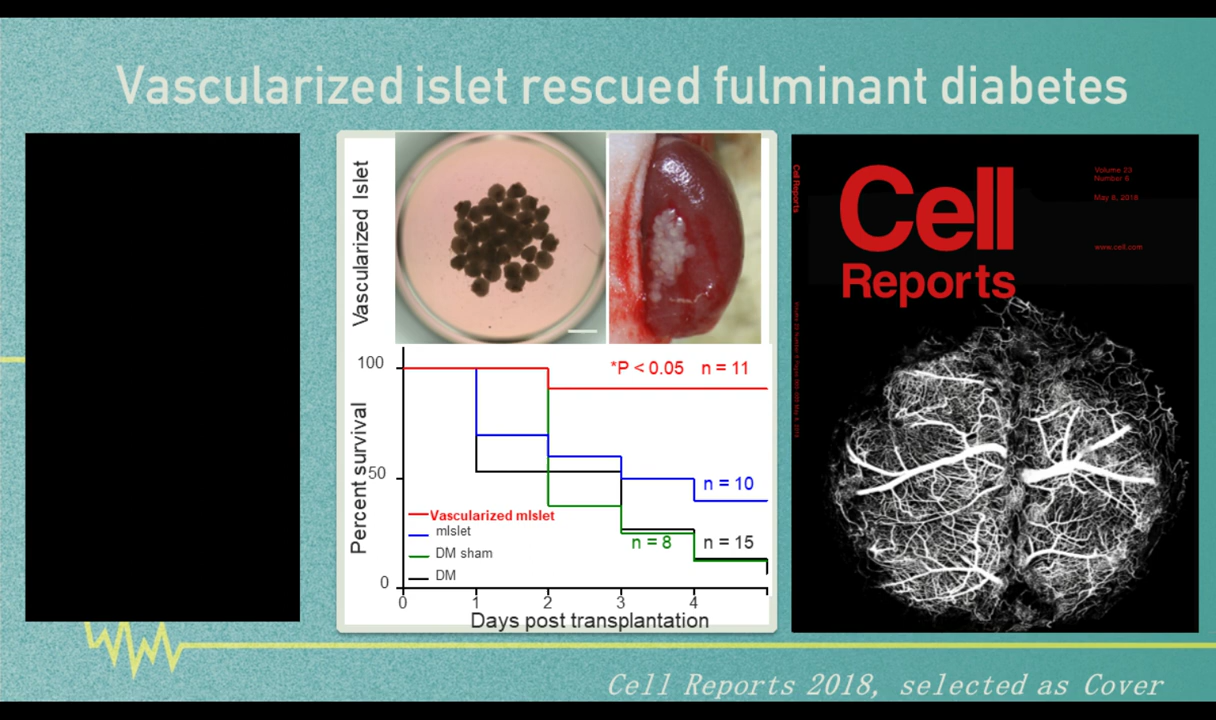 Vascularized islet rescued fulminant diabetes
Vascularized Islet
100
50
0
Percent survival
*P < 0.05 n = 11
n = 10
n = 8
n = 15
Vascularized mIslet
mIslet
DM sham
DM
0 1 2 3 4
Days post transplantation
Cell Reports
Cell
Reports
Volume 23
Number 6
May 8, 2018
www.cell.com
Cell Reports 2018, selected as Cover